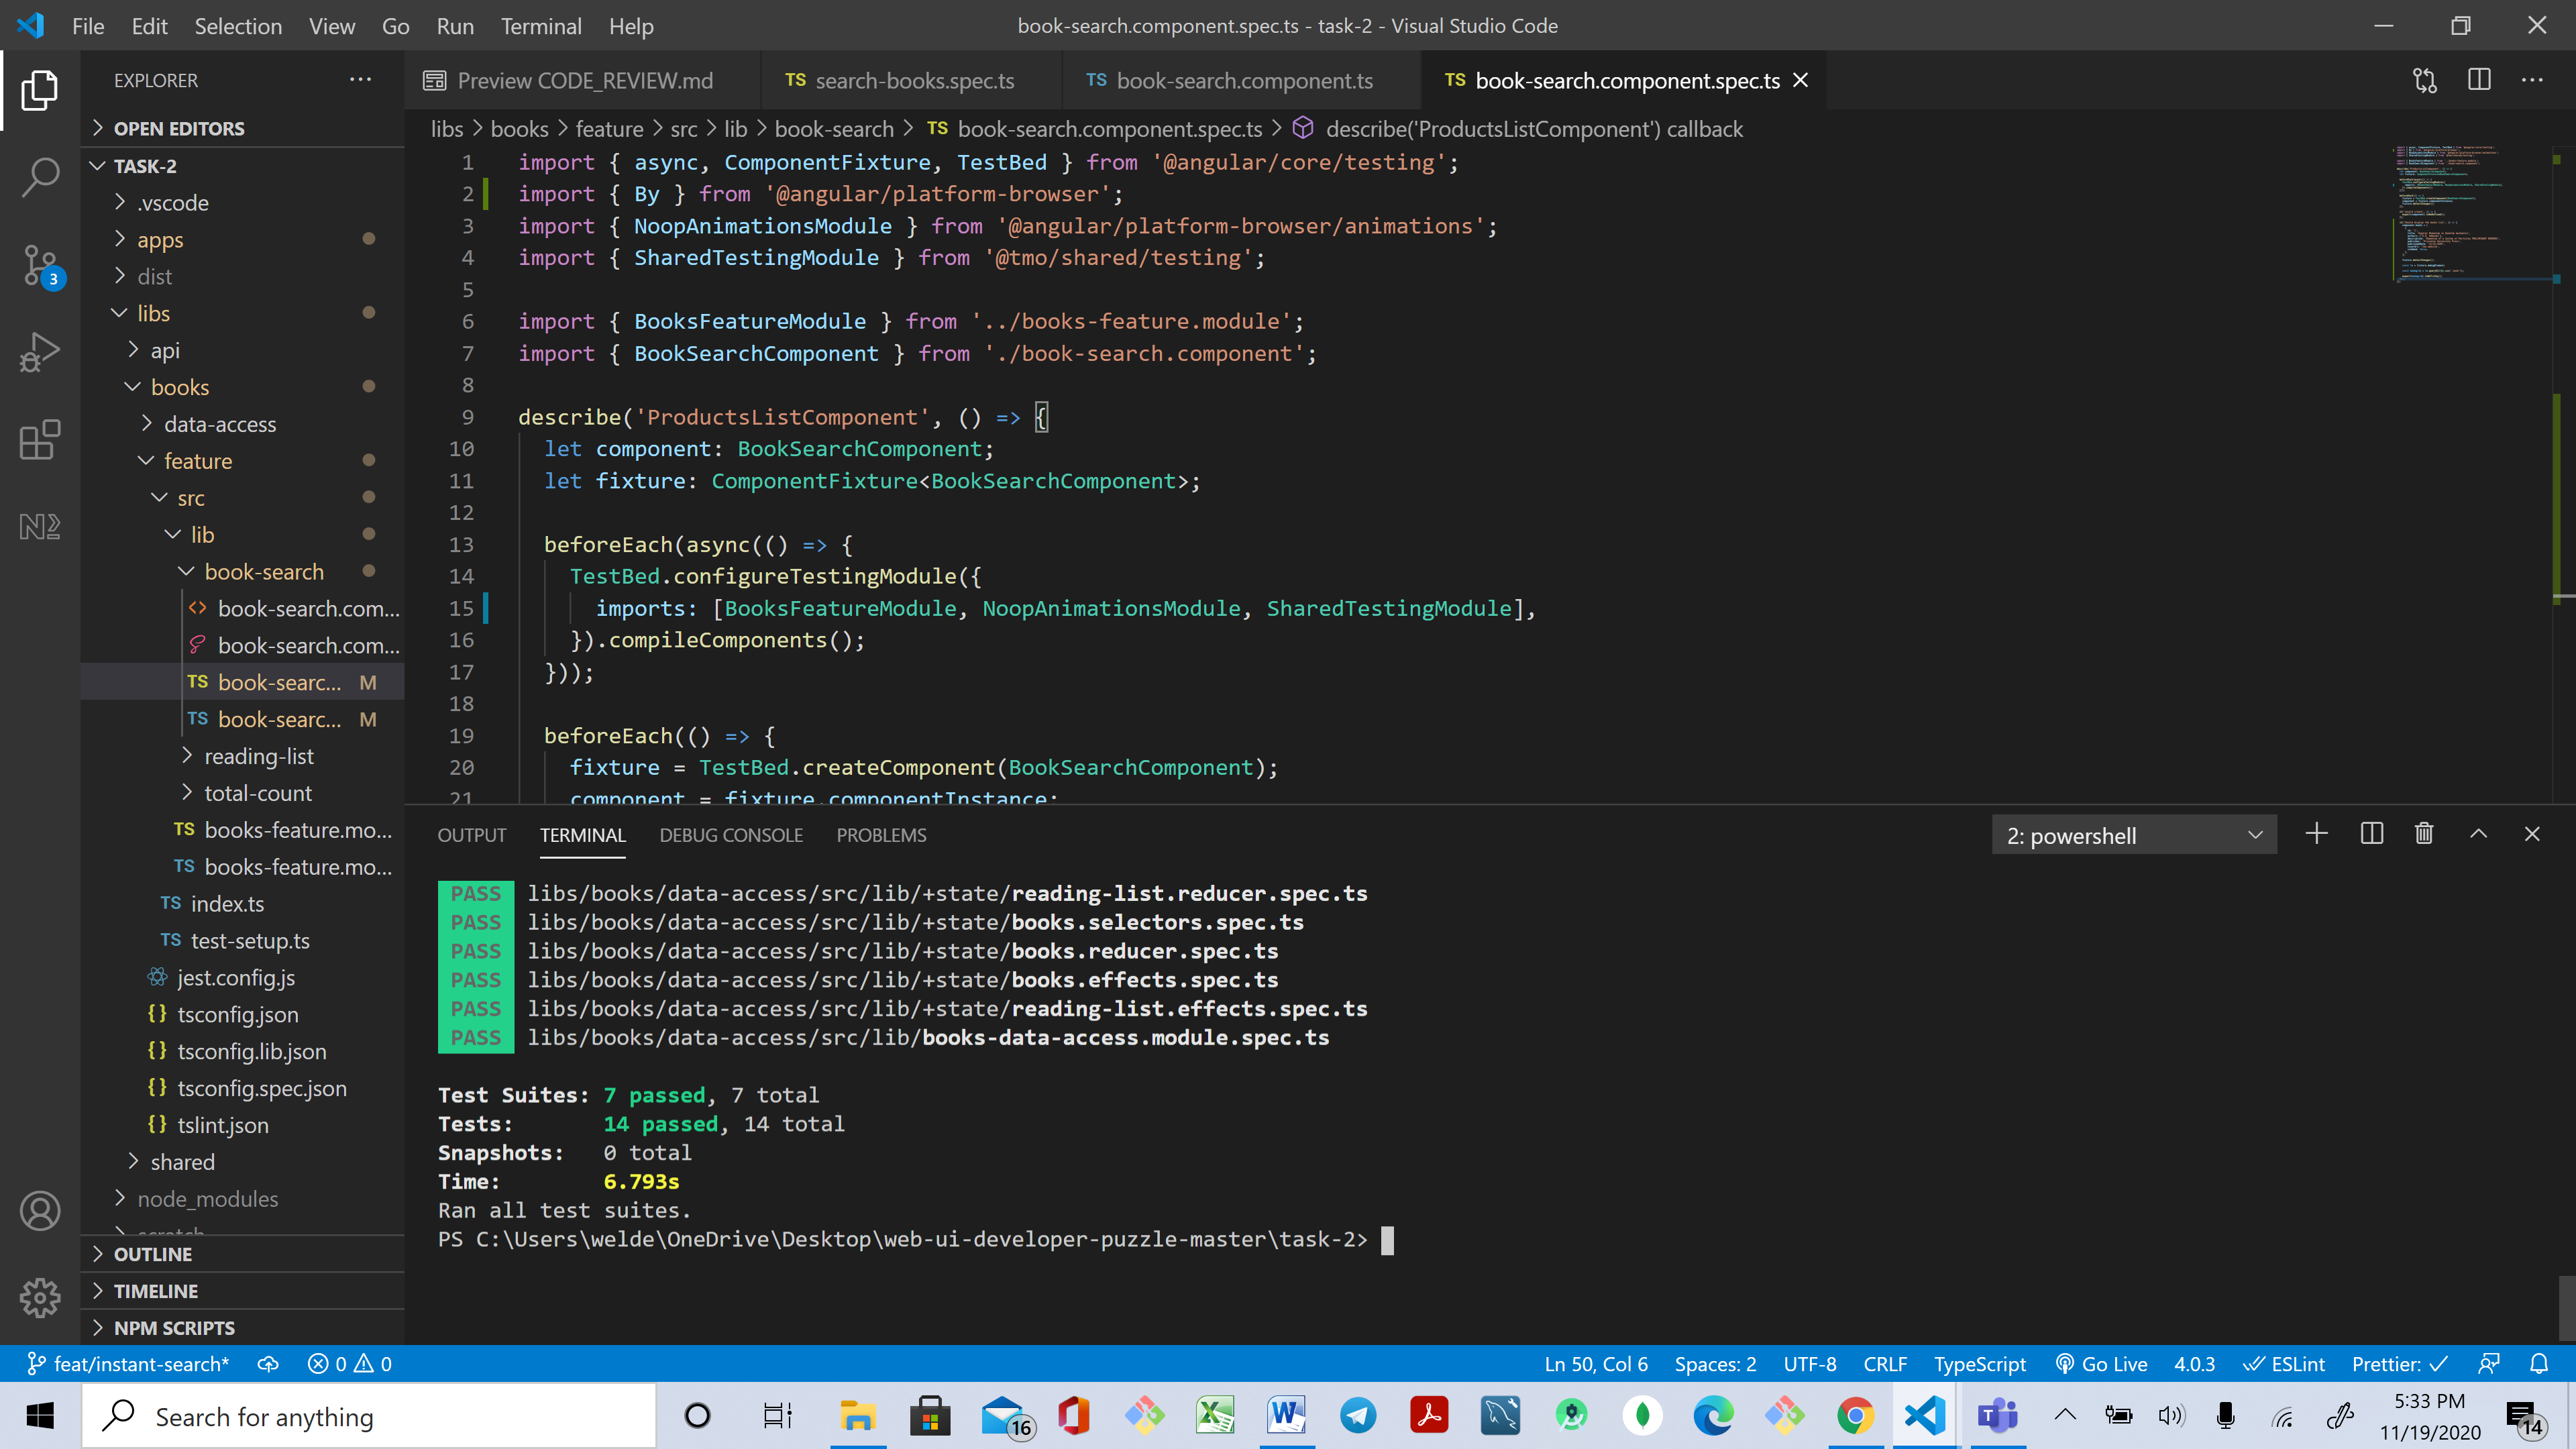 File Edit Selection View Go Run Terminal Help
book-search.component.spec.ts - task-2 - Visual Studio Code
EXPLORER
OPEN EDITORS
TASK-2
.vscode
apps
dist
libs
api
books
data-access
feature
src
lib
book-search
book-search.com...
book-search.com...
TS book-searc... M
TS book-searc... M
reading-list
total-count
TS books-feature.mo...
TS books-feature.mo...
TS index.ts
TS test-setup.ts
jest.config.js
{} tsconfig.json
{} tsconfig.lib.json
{} tsconfig.spec.json
{} tslint.json
shared
node_modules
OUTLINE
TIMELINE
NPM SCRIPTS
3
Preview CODE_REVIEW.md
TS search-books.spec.ts
TS book-search.component.ts
TS book-search.component.spec.ts
libs > books > feature > src > lib > book-search > TS book-search.component.spec.ts > describe('ProductsListComponent') callback
1 import { async, ComponentFixture, TestBed } from '@angular/core/testing';
2 import { By } from '@angular/platform-browser';
3 import { NoopAnimationsModule } from '@angular/platform-browser/animations';
4 import { SharedTestingModule } from '@tmo/shared/testing';
5
6 import { BooksFeatureModule } from '../books-feature.module';
7 import { BookSearchComponent } from './book-search.component';
8
9 describe('ProductsListComponent', () => {
10 let component: BookSearchComponent;
11 let fixture: ComponentFixture<BookSearchComponent>;
12
13 beforeEach(async(() => {
14 TestBed.configureTestingModule({
15 imports: [BooksFeatureModule, NoopAnimationsModule, SharedTestingModule],
16 }).compileComponents();
17 }));
18
19 beforeEach(() => {
20 fixture = TestBed.createComponent(BookSearchComponent);
21 component = fixture.componentInstance;
OUTPUT TERMINAL DEBUG CONSOLE PROBLEMS
2: powershell
PASS libs/books/data-access/src/lib/+state/reading-list.reducer.spec.ts
PASS libs/books/data-access/src/lib/+state/books.selectors.spec.ts
PASS libs/books/data-access/src/lib/+state/books.reducer.spec.ts
PASS libs/books/data-access/src/lib/+state/books.effects.spec.ts
PASS libs/books/data-access/src/lib/+state/reading-list.effects.spec.ts
PASS libs/books/data-access/src/lib/books-data-access.module.spec.ts
Test Suites: 7 passed, 7 total
Tests: 14 passed, 14 total
Snapshots: 0 total
Time: 6.793s
Ran all test suites.
PS C:\Users\welde\OneDrive\Desktop\web-ui-developer-puzzle-master\task-2>
feat/instant-search* 0 0
Ln 50, Col 6 Spaces: 2 UTF-8 CRLF TypeScript Go Live 4.0.3 ESLint Prettier: ✓
Search for anything
16
5:33 PM
11/19/2020
14